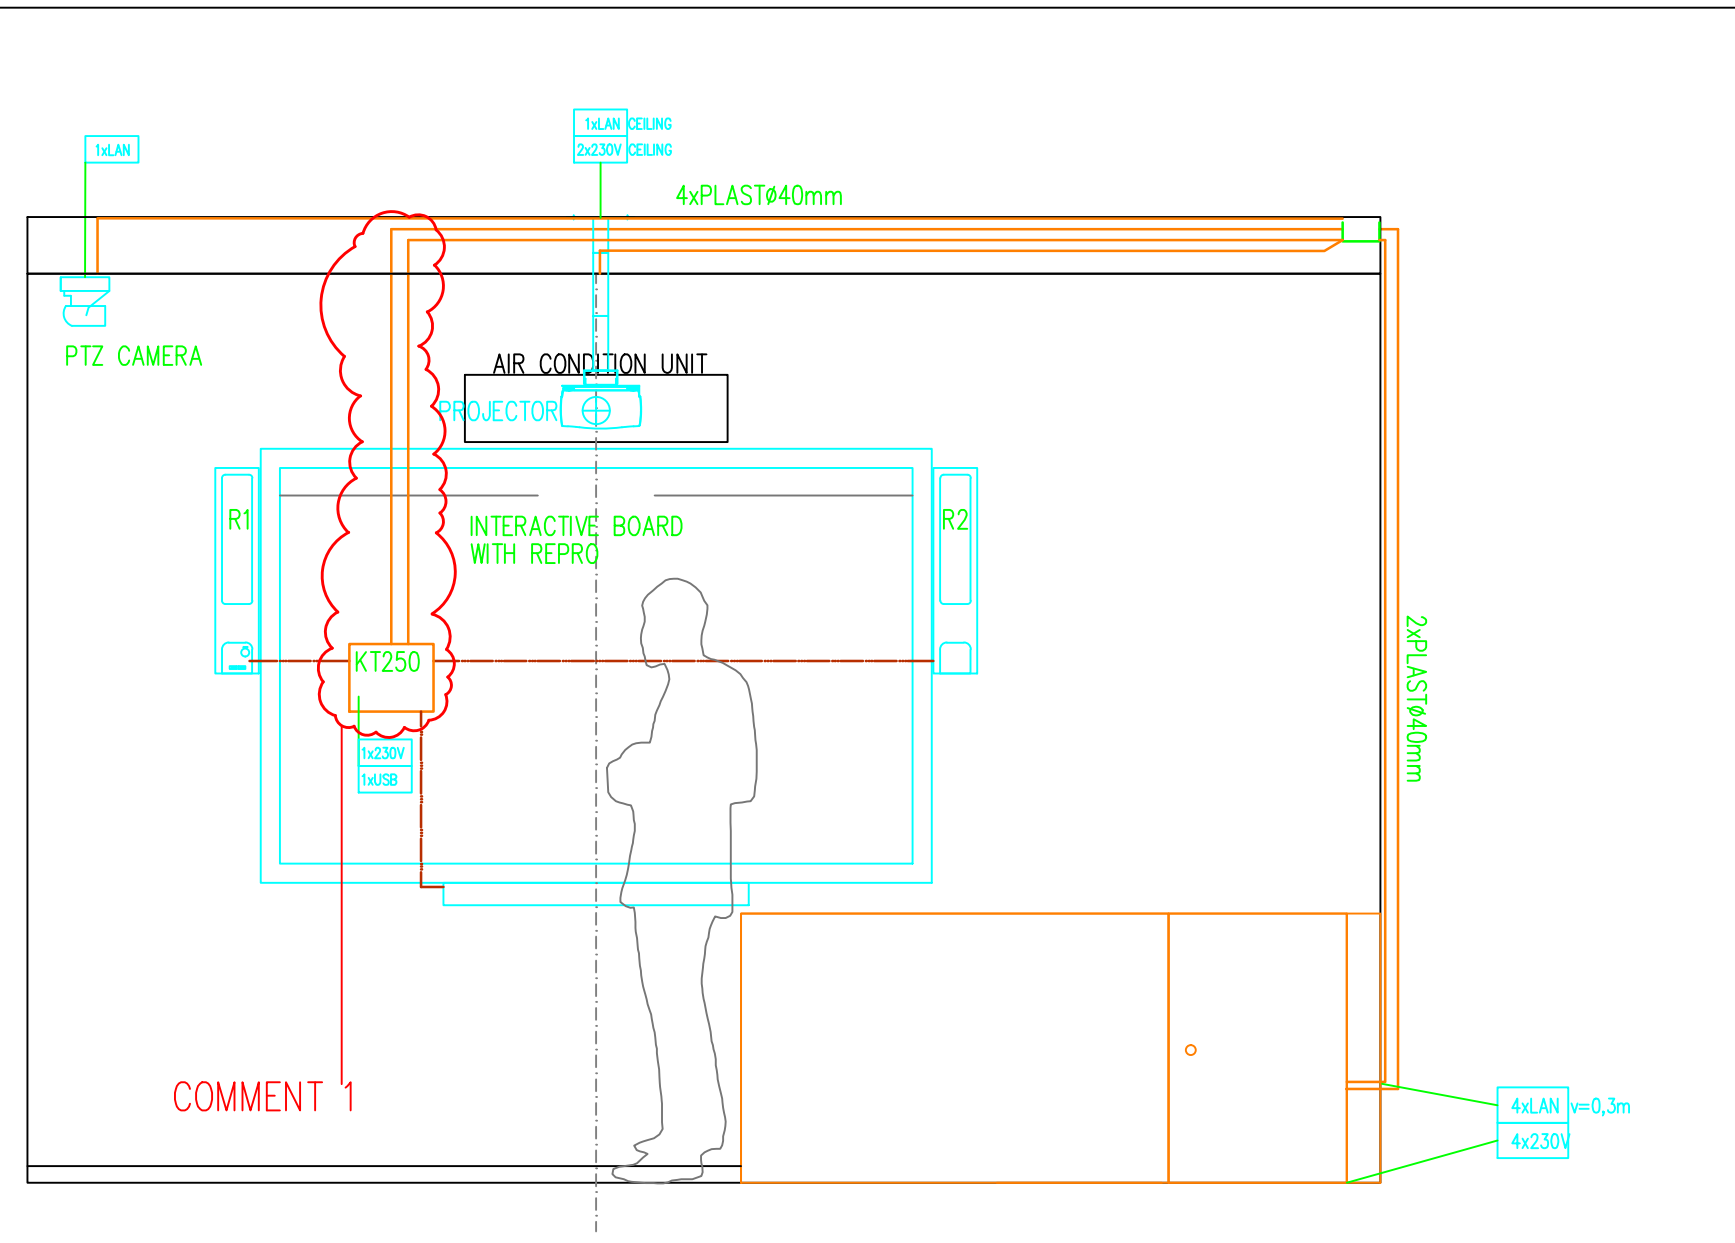 1xLAN CEILING
1xLAN
2x230V CEILING
4xPLASTø40mm
PTZ CAMERA
AIR CONDITION UNIT
PROJECTOR
R1
INTERACTIVE BOARD
WITH REPRO
R2
KT250
2xPLASTø40mm
1x230V
1xUSB
COMMENT 1
4xLAN v=0,3m
4x230V